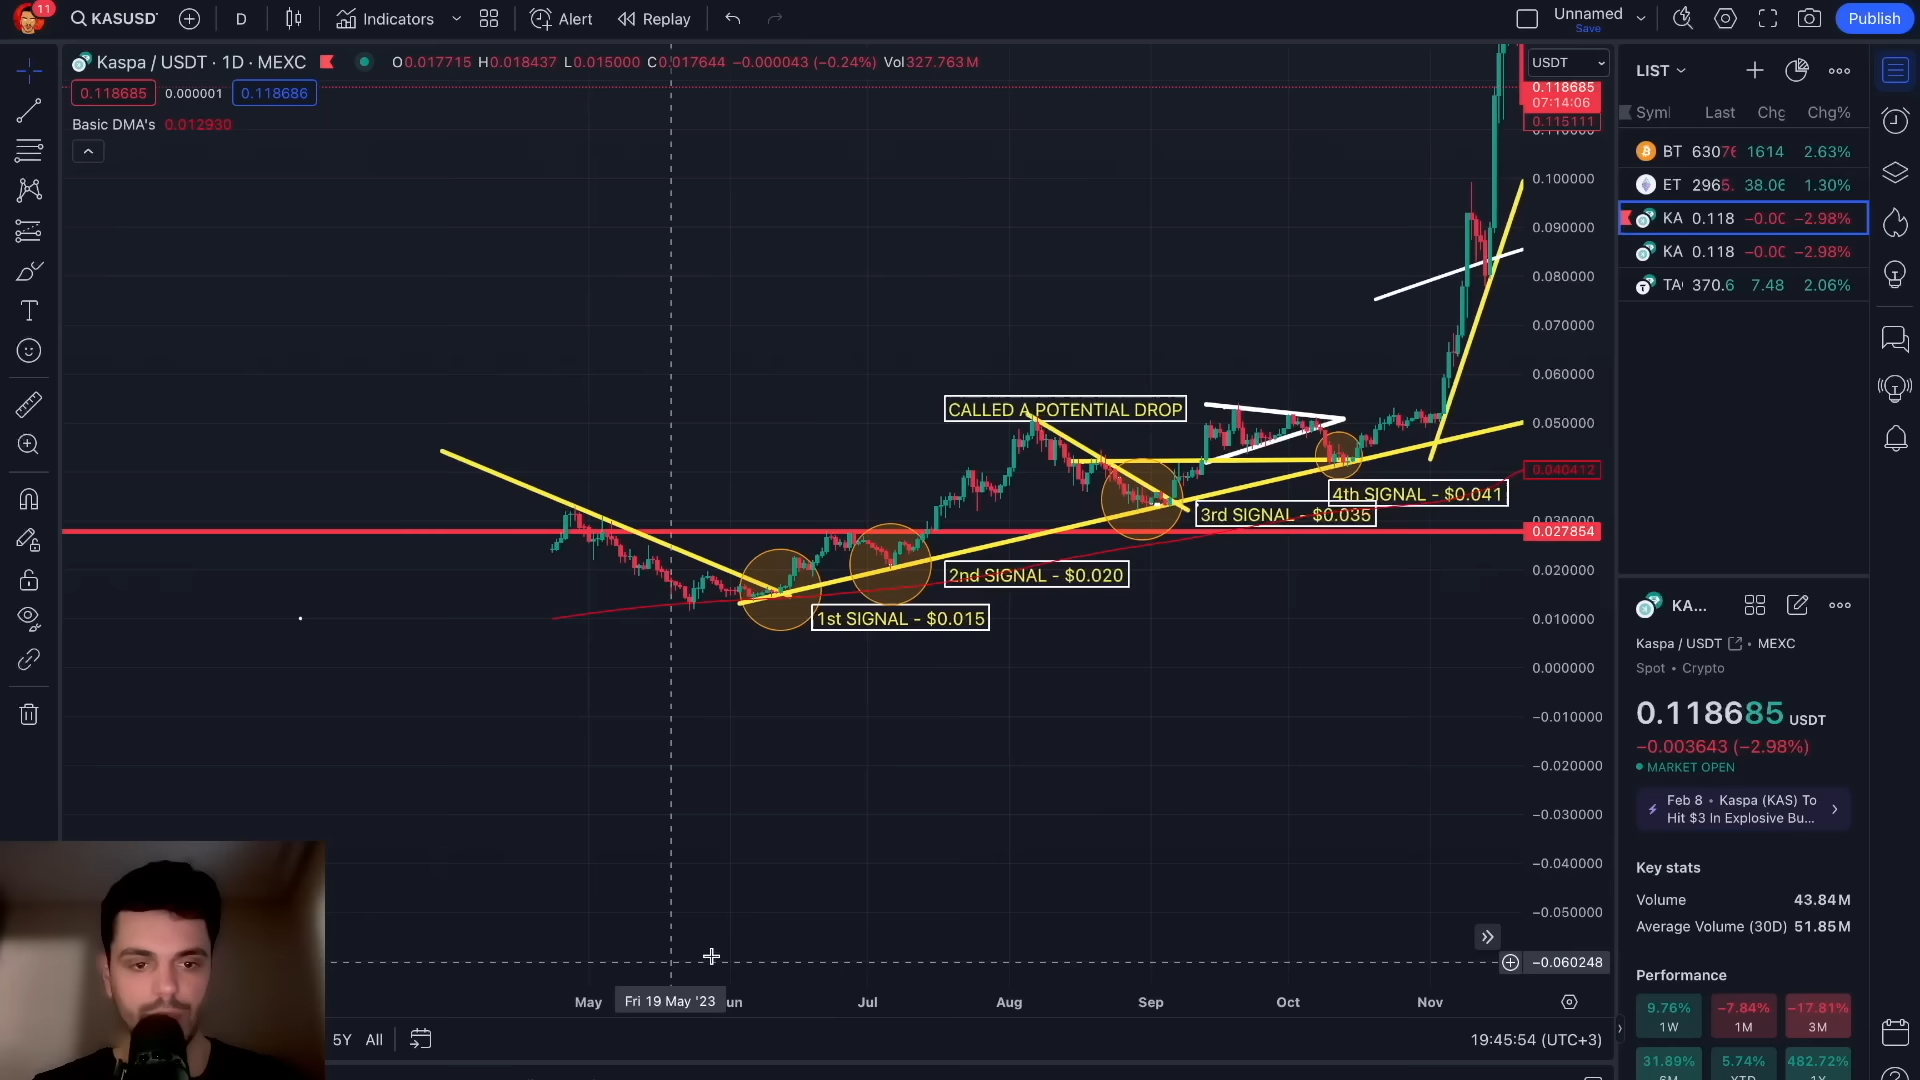 11
KASUSDT
D
Indicators
Alert
Replay
Unnamed
Save
Publish
Kaspa / USDT · 1D · MEXC
O0.017715 H0.018437 L0.015000 C0.017644 −0.000043 (−0.24%) Vol327.763M
0.118685
0.000001
0.118686
Basic DMA's 0.012930
USDT
0.118685
07:14:06
0.115111
0.100000
0.090000
0.080000
0.070000
0.060000
0.050000
0.040412
0.030000
0.027854
0.020000
0.010000
0.000000
−0.010000
−0.020000
−0.030000
−0.040000
−0.050000
−0.060248
CALLED A POTENTIAL DROP
4th SIGNAL - $0.041
3rd SIGNAL - $0.035
2nd SIGNAL - $0.020
1st SIGNAL - $0.015
May
Fri 19 May '23
un
Jul
Aug
Sep
Oct
Nov
5Y
All
19:45:54 (UTC+3)
LIST
Symbl Last Chg Chg%
BT 63076 1614 2.63%
ET 2965. 38.06 1.30%
KA 0.118 −0.00 −2.98%
KA 0.118 −0.00 −2.98%
TA 370.6 7.48 2.06%
KA...
Kaspa / USDT • MEXC
Spot • Crypto
0.118685 USDT
−0.003643 (−2.98%)
MARKET OPEN
Feb 8 • Kaspa (KAS) To
Hit $3 In Explosive Bu...
Key stats
Volume 43.84M
Average Volume (30D) 51.85M
Performance
9.76% −7.84% −17.81%
1W 1M 3M
31.89% 5.74% 482.72%